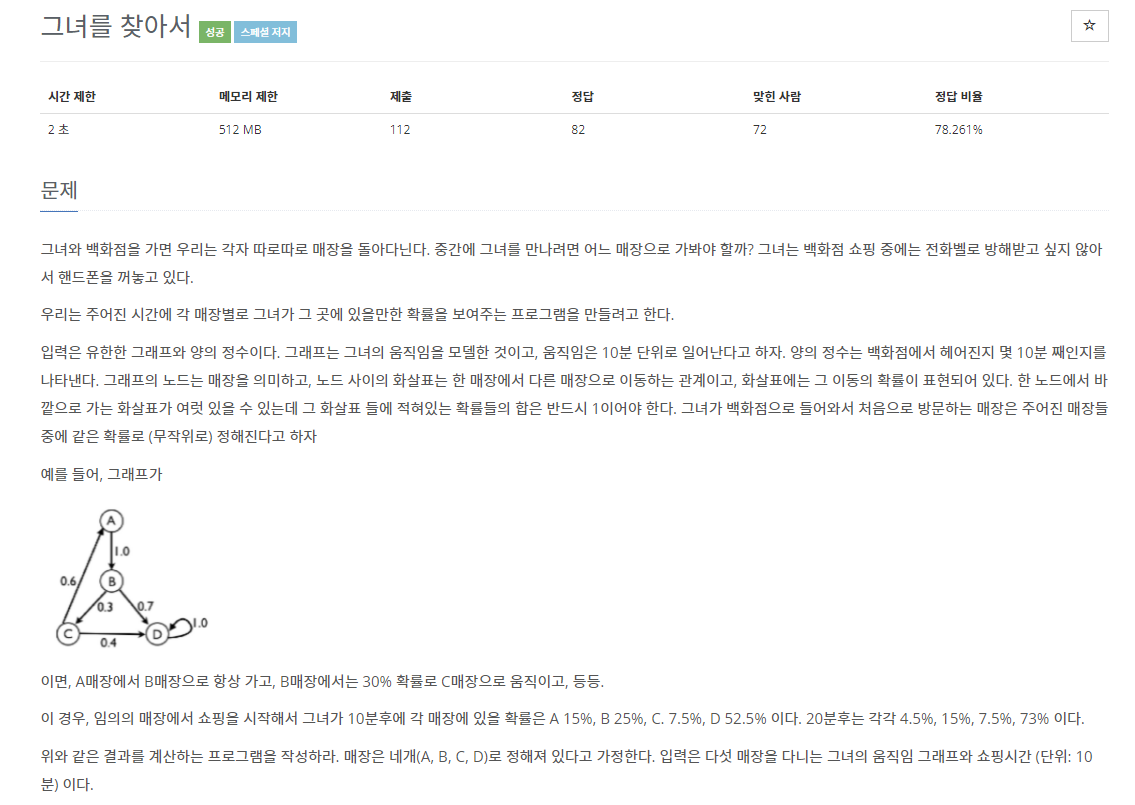 그녀를 찾아서 성공 스페셜 저지 ☆
시간 제한 메모리 제한 제출 정답 맞힌 사람 정답 비율
2 초 512 MB 112 82 72 78.261%
문제
그녀와 백화점을 가면 우리는 각자 따로따로 매장을 돌아다닌다. 중간에 그녀를 만나려면 어느 매장으로 가봐야 할까? 그녀는 백화점 쇼핑 중에는 전화벨로 방해받고 싶지 않아
서 핸드폰을 꺼놓고 있다.
우리는 주어진 시간에 각 매장별로 그녀가 그 곳에 있을만한 확률을 보여주는 프로그램을 만들려고 한다.
입력은 유한한 그래프와 양의 정수이다. 그래프는 그녀의 움직임을 모델한 것이고, 움직임은 10분 단위로 일어난다고 하자. 양의 정수는 백화점에서 헤어진지 몇 10분 째인지를
나타낸다. 그래프의 노드는 매장을 의미하고, 노드 사이의 화살표는 한 매장에서 다른 매장으로 이동하는 관계이고, 화살표에는 그 이동의 확률이 표현되어 있다. 한 노드에서 바
깥으로 가는 화살표가 여럿 있을 수 있는데 그 화살표 들에 적혀있는 확률들의 합은 반드시 1이어야 한다. 그녀가 백화점으로 들어와서 처음으로 방문하는 매장은 주어진 매장들
중에 같은 확률로 (무작위로) 정해진다고 하자
예를 들어, 그래프가
A
1.0
0.6
B
0.3 0.7
1.0
C D
0.4
이면, A매장에서 B매장으로 항상 가고, B매장에서는 30% 확률로 C매장으로 움직이고, 등등.
이 경우, 임의의 매장에서 쇼핑을 시작해서 그녀가 10분후에 각 매장에 있을 확률은 A 15%, B 25%, C. 7.5%, D 52.5% 이다. 20분후는 각각 4.5%, 15%, 7.5%, 73% 이다.
위와 같은 결과를 계산하는 프로그램을 작성하라. 매장은 네개(A, B, C, D)로 정해져 있다고 가정한다. 입력은 다섯 매장을 다니는 그녀의 움직임 그래프와 쇼핑시간 (단위: 10
분) 이다.